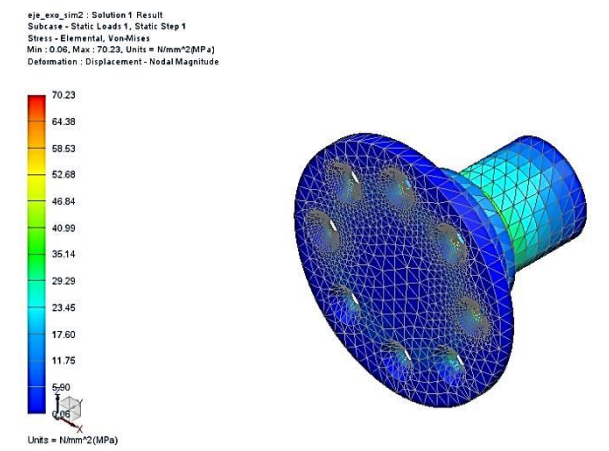 eje_exo_sim2 : Solution 1 Result
Subcase - Static Loads 1, Static Step 1
Stress - Elemental, Von-Mises
Min : 0.06, Max : 70.23, Units = N/mm^2(MPa)
Deformation : Displacement - Nodal Magnitude
70.23
64.38
58.53
52.68
46.84
40.99
35.14
29.29
23.45
17.60
11.75
5.90
0.06
X
Units = N/mm^2(MPa)